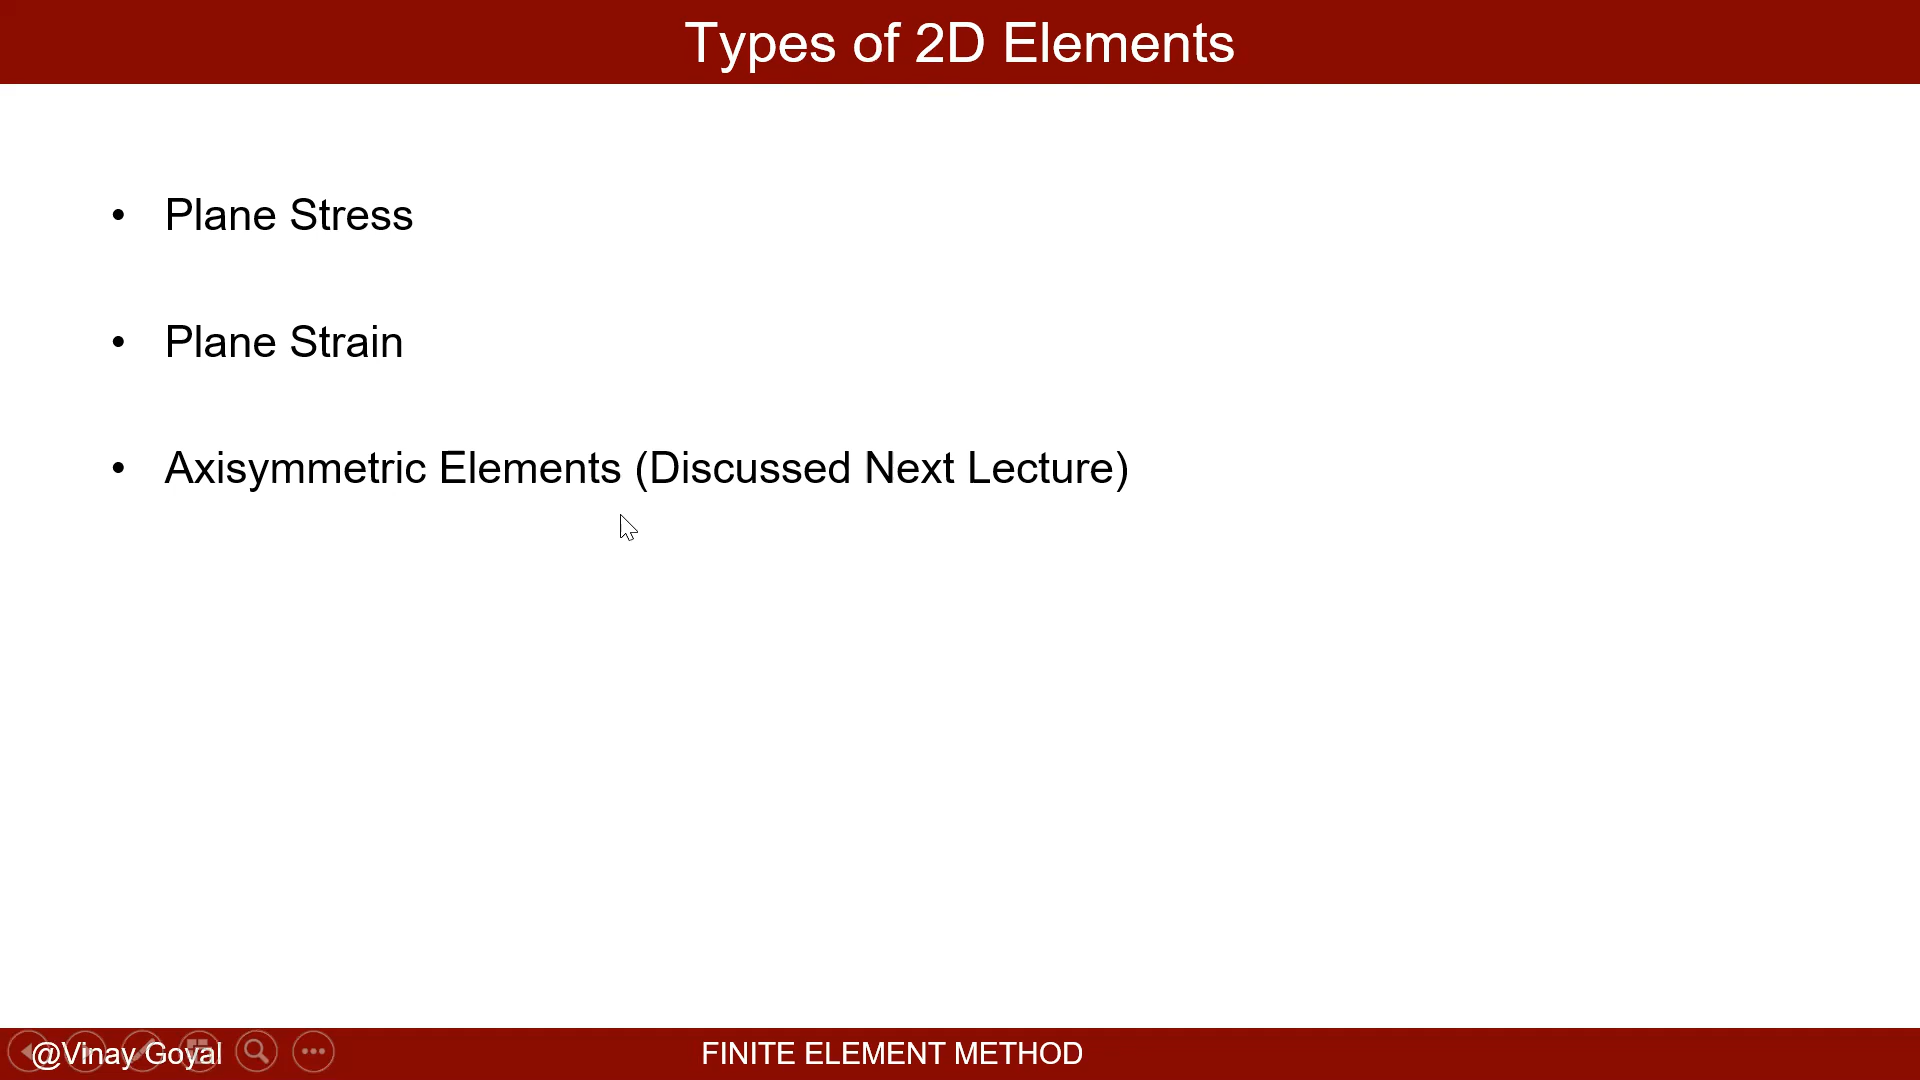 Types of 2D Elements
• Plane Stress
• Plane Strain
• Axisymmetric Elements (Discussed Next Lecture)
@Vinay Goyal
FINITE ELEMENT METHOD